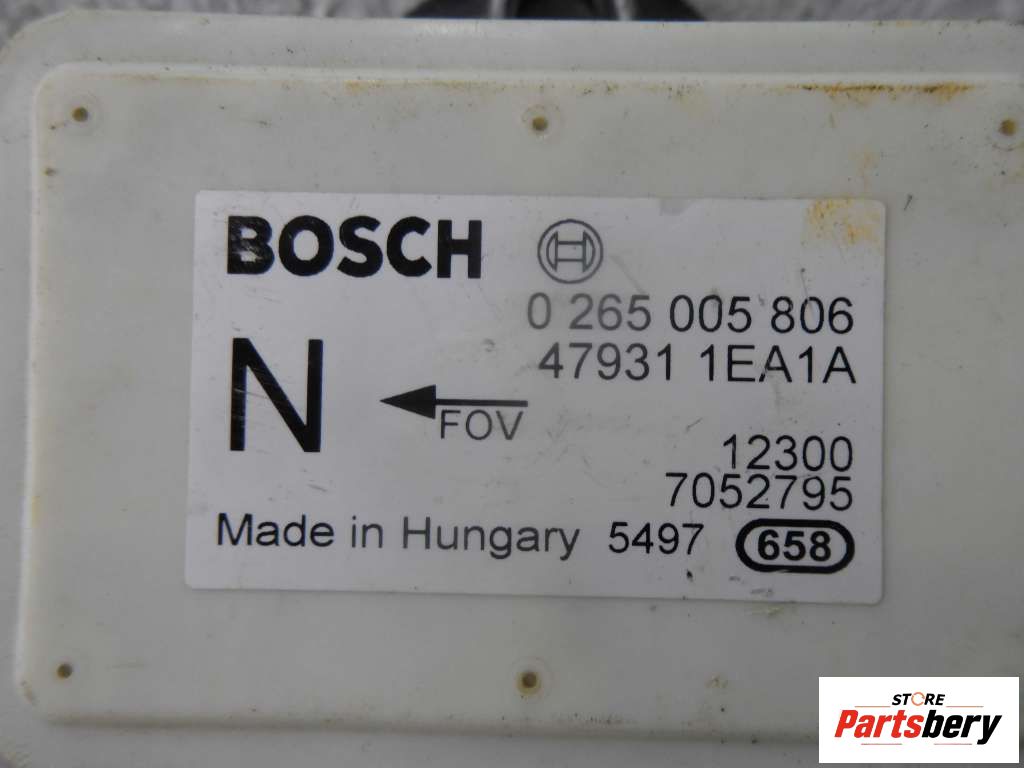 BOSCH
0 265 005 806
47931 1EA1A
N
FOV
12300
7052795
Made in Hungary 5497 658
STORE
Partsbery